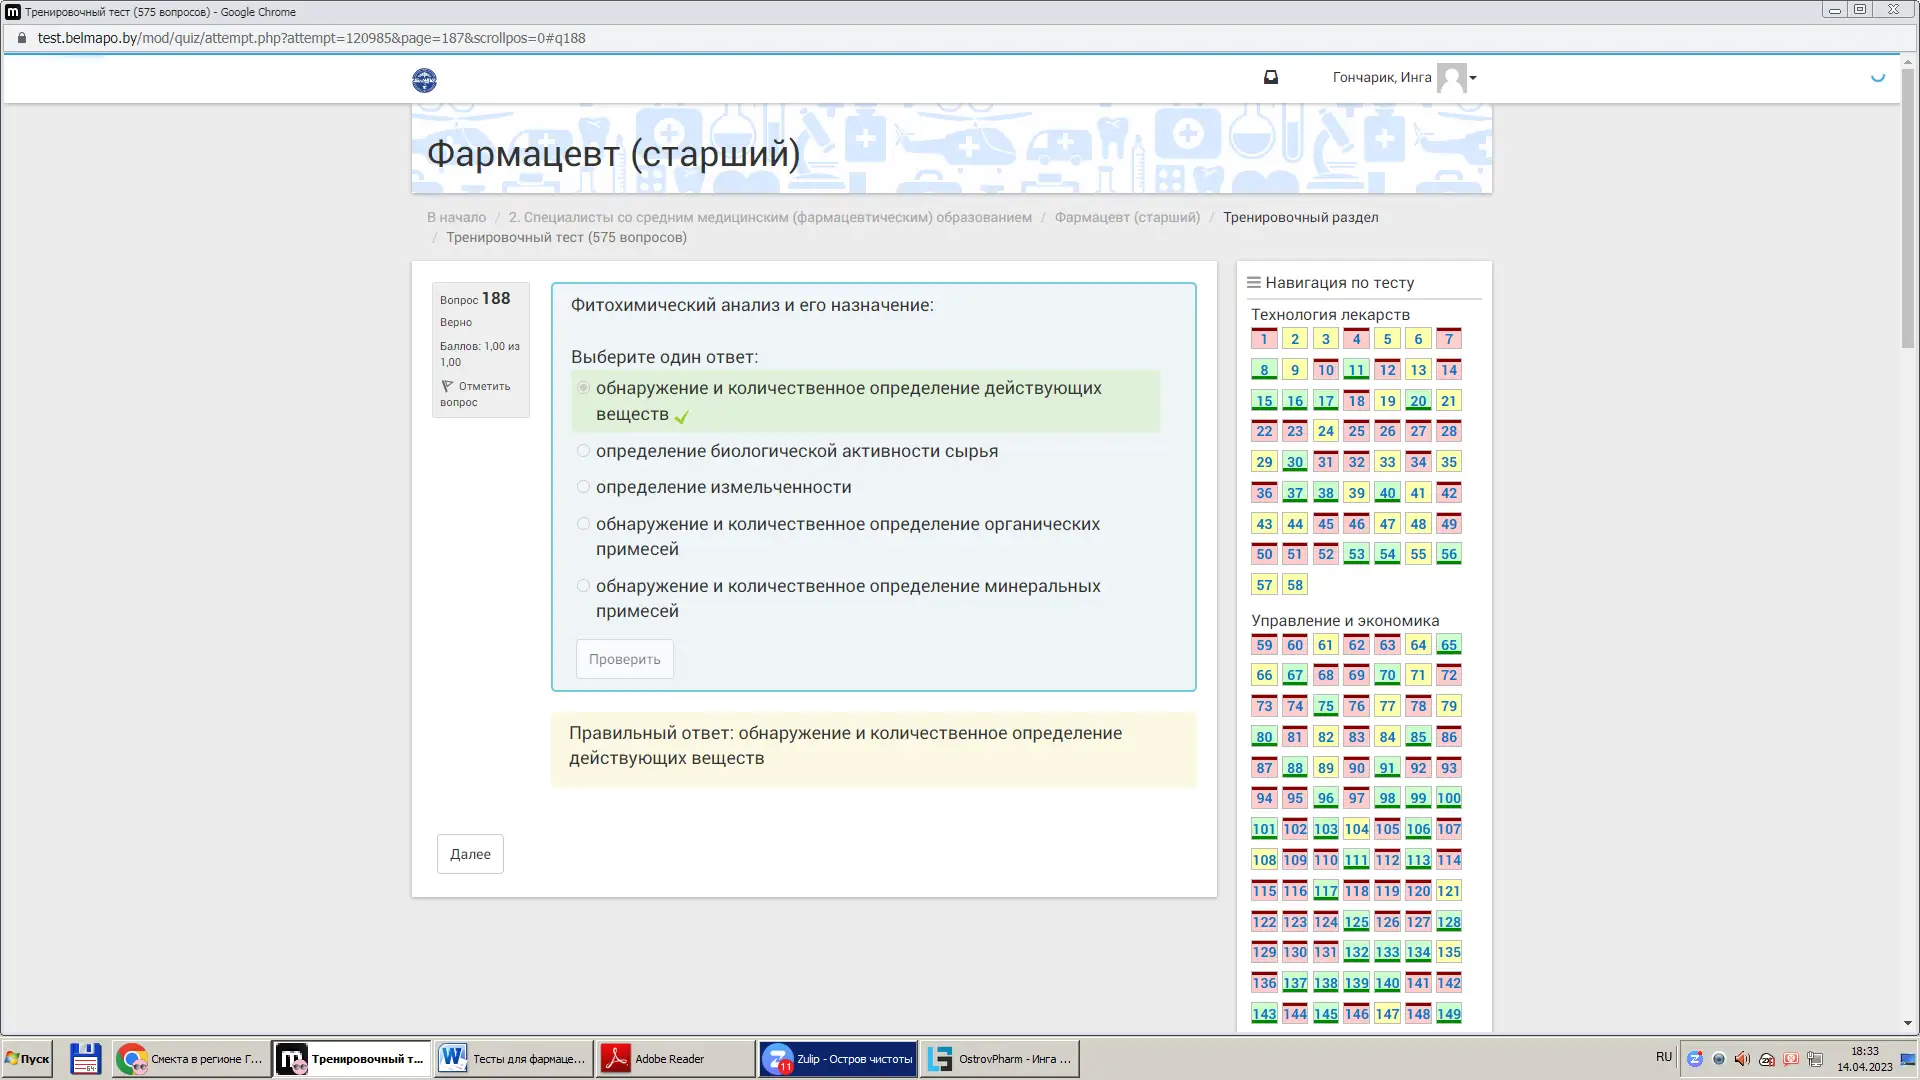 Тренировочный тест (575 вопросов) - Google Chrome
test.belmapo.by/mod/quiz/attempt.php?attempt=120985&page=187&scrollpos=0#q188
Гончарик, Инга
Фармацевт (старший)
В начало / 2. Специалисты со средним медицинским (фармацевтическим) образованием / Фармацевт (старший) / Тренировочный раздел
/ Тренировочный тест (575 вопросов)
Вопрос 188
Верно
Баллов: 1,00 из
1,00
Отметить
вопрос
Фитохимический анализ и его назначение:
Выберите один ответ:
обнаружение и количественное определение действующих
веществ
определение биологической активности сырья
определение измельченности
обнаружение и количественное определение органических
примесей
обнаружение и количественное определение минеральных
примесей
Проверить
Правильный ответ: обнаружение и количественное определение
действующих веществ
Далее
Навигация по тесту
Технология лекарств
1 2 3 4 5 6 7
8 9 10 11 12 13 14
15 16 17 18 19 20 21
22 23 24 25 26 27 28
29 30 31 32 33 34 35
36 37 38 39 40 41 42
43 44 45 46 47 48 49
50 51 52 53 54 55 56
57 58
Управление и экономика
59 60 61 62 63 64 65
66 67 68 69 70 71 72
73 74 75 76 77 78 79
80 81 82 83 84 85 86
87 88 89 90 91 92 93
94 95 96 97 98 99 100
101 102 103 104 105 106 107
108 109 110 111 112 113 114
115 116 117 118 119 120 121
122 123 124 125 126 127 128
129 130 131 132 133 134 135
136 137 138 139 140 141 142
143 144 145 146 147 148 149
Пуск
64
Смекта в регионе Г...
Тренировочный т...
Тесты для фармаце...
Adobe Reader
11
Zulip - Остров чистоты
OstrovPharm - Инга ...
RU
18:33
14.04.2023